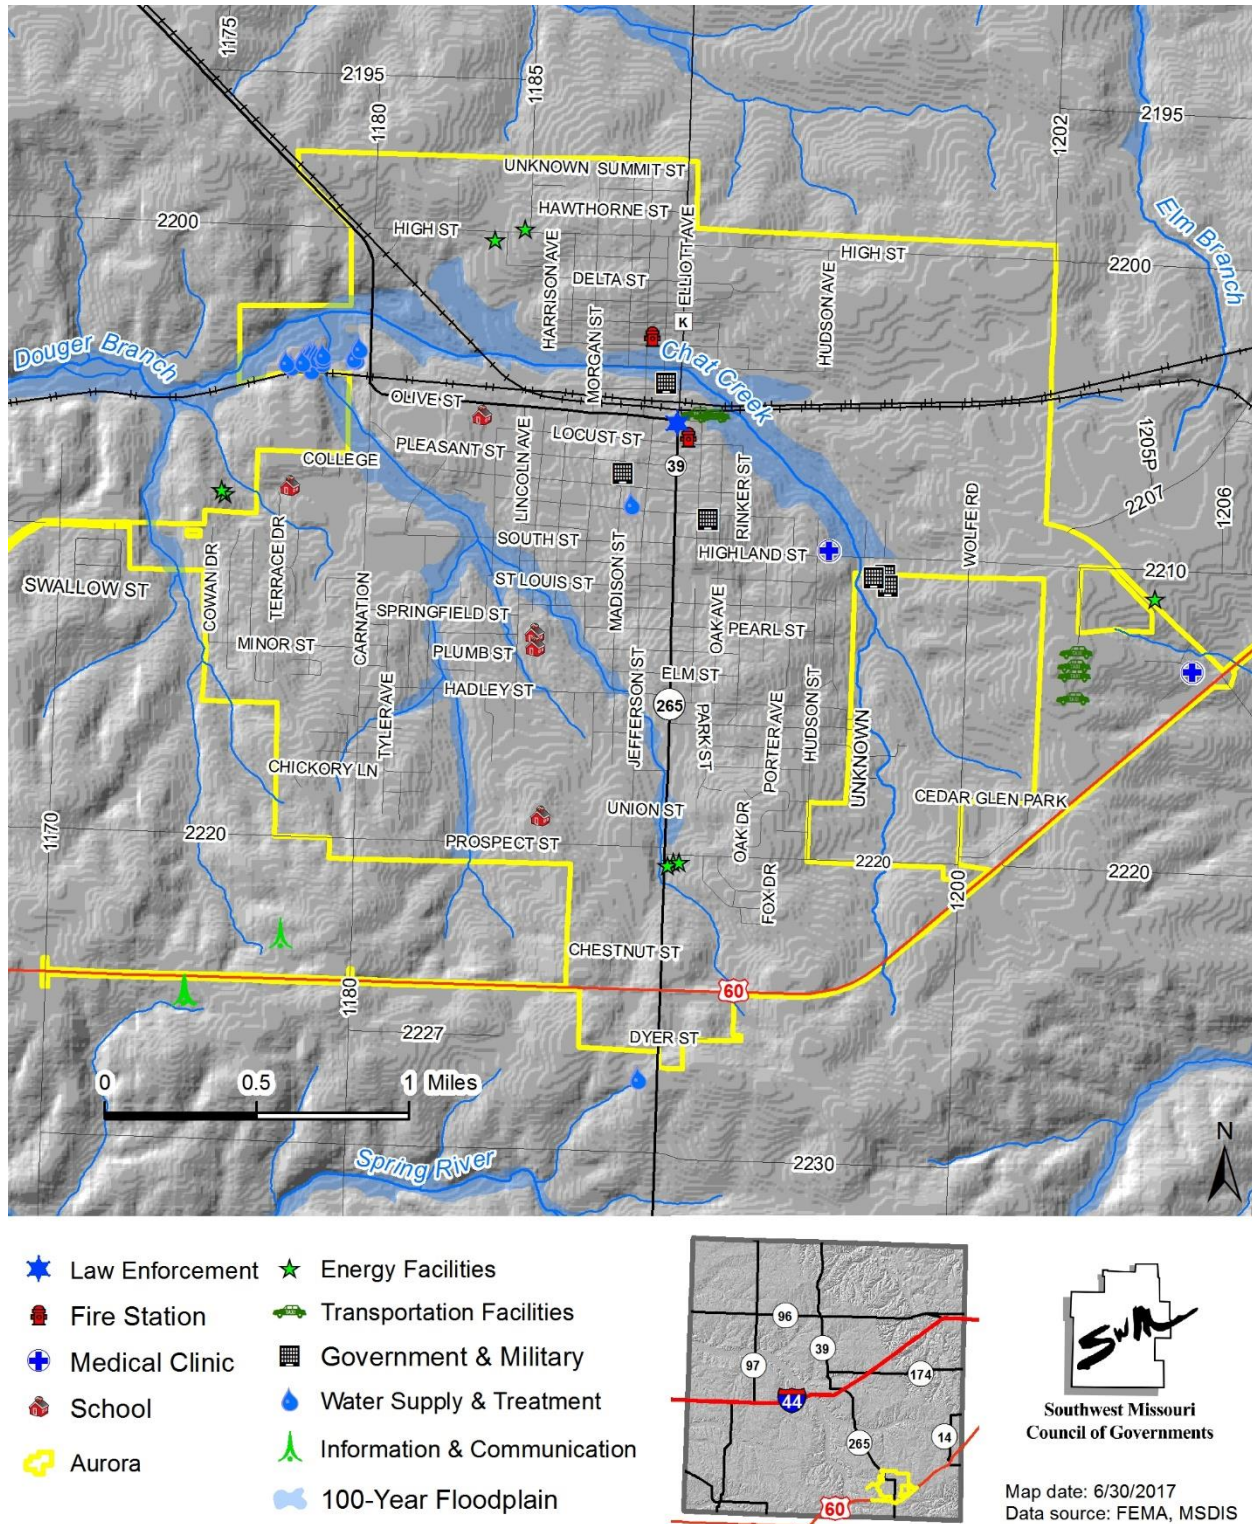 1175
2195
1185
1180
1202
2195
UNKNOWN SUMMIT ST
HAWTHORNE ST
2200
HIGH ST
ELLIOTT AVE
HARRISON AVE
HIGH ST
Elm Branch
DELTA ST
HUDSON AVE
2200
MORGAN ST
K
Douger Branch
Chat Creek
OLIVE ST
LOCUST ST
PLEASANT ST
LINCOLN AVE
COLLEGE
39
RINKER ST
1205P
2207
1206
WOLFE RD
SOUTH ST
HIGHLAND ST
TERRACE DR
COWAN DR
MADISON ST
2210
SWALLOW ST
ST LOUIS ST
CARNATION
SPRINGFIELD ST
OAK AVE
PEARL ST
MINOR ST
PLUMB ST
ELM ST
HADLEY ST
JEFFERSON ST
265
TYLER AVE
PARK ST
PORTER AVE
HUDSON ST
UNKNOWN
CHICKORY LN
CEDAR GLEN PARK
UNION ST
1170
2220
PROSPECT ST
OAK DR
2220
2220
FOX DR
1200
CHESTNUT ST
1180
60
2227
DYER ST
0 0.5 1 Miles
N
Spring River
2230
Law Enforcement
Fire Station
Medical Clinic
School
Aurora
Energy Facilities
Transportation Facilities
Government & Military
Water Supply & Treatment
Information & Communication
100-Year Floodplain
96
39
97
174
44
265
14
60
SWM
Southwest Missouri
Council of Governments
Map date: 6/30/2017
Data source: FEMA, MSDIS